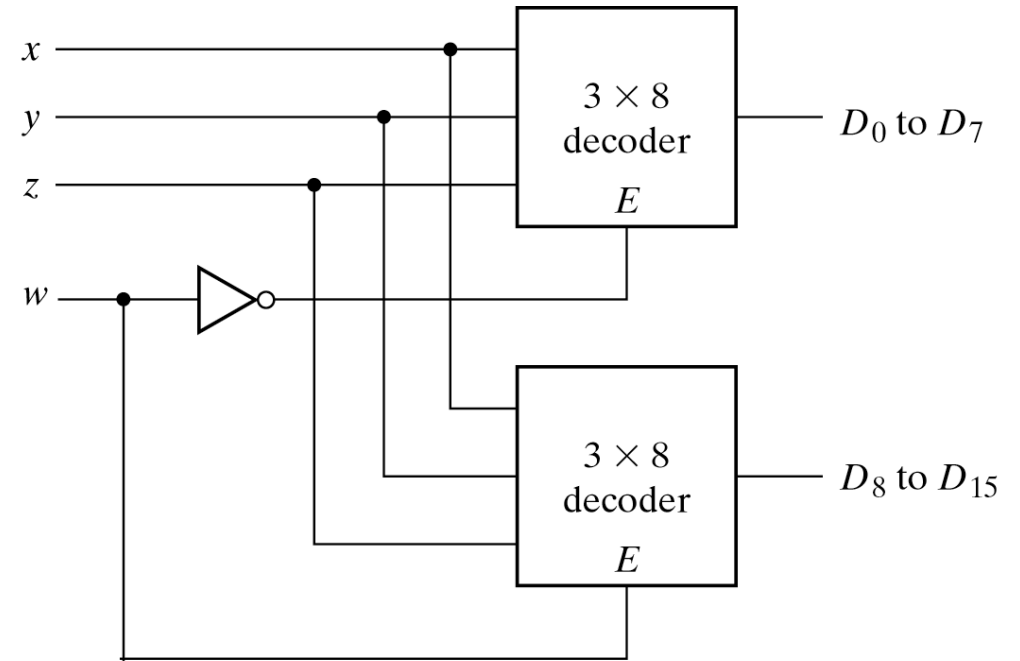 x
y
z
w
3 × 8
decoder
E
D₀ to D₇
3 × 8
decoder
E
D₈ to D₁₅